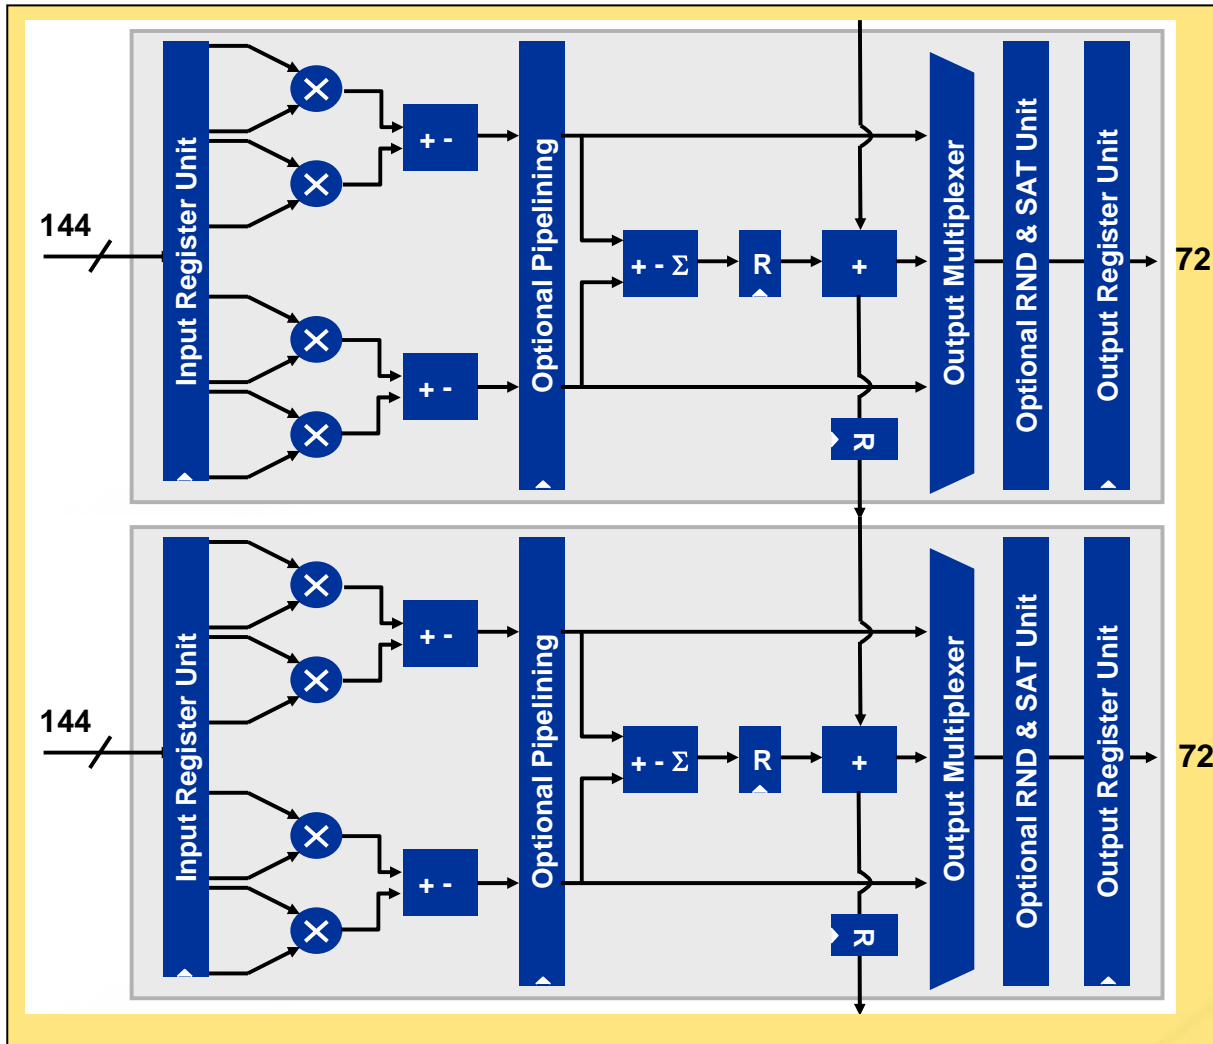 144
Input Register Unit
+ -
+ -
Optional Pipelining
+ - Σ
R
+
R
Output Multiplexer
Optional RND & SAT Unit
Output Register Unit
72
144
Input Register Unit
+ -
+ -
Optional Pipelining
+ - Σ
R
+
R
Output Multiplexer
Optional RND & SAT Unit
Output Register Unit
72